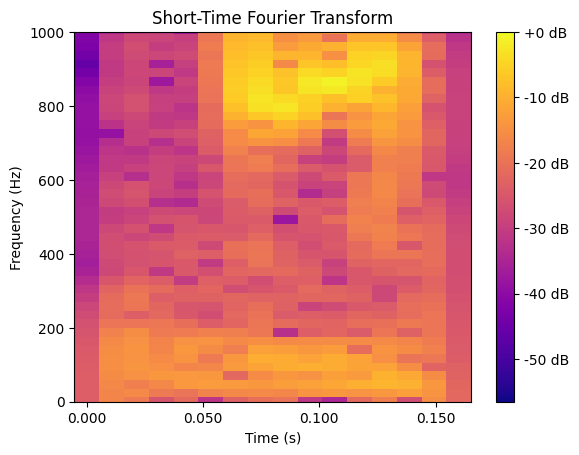 Short-Time Fourier Transform
1000
800
600
400
200
0
Frequency (Hz)
0.000
0.050
0.100
0.150
Time (s)
+0 dB
-10 dB
-20 dB
-30 dB
-40 dB
-50 dB